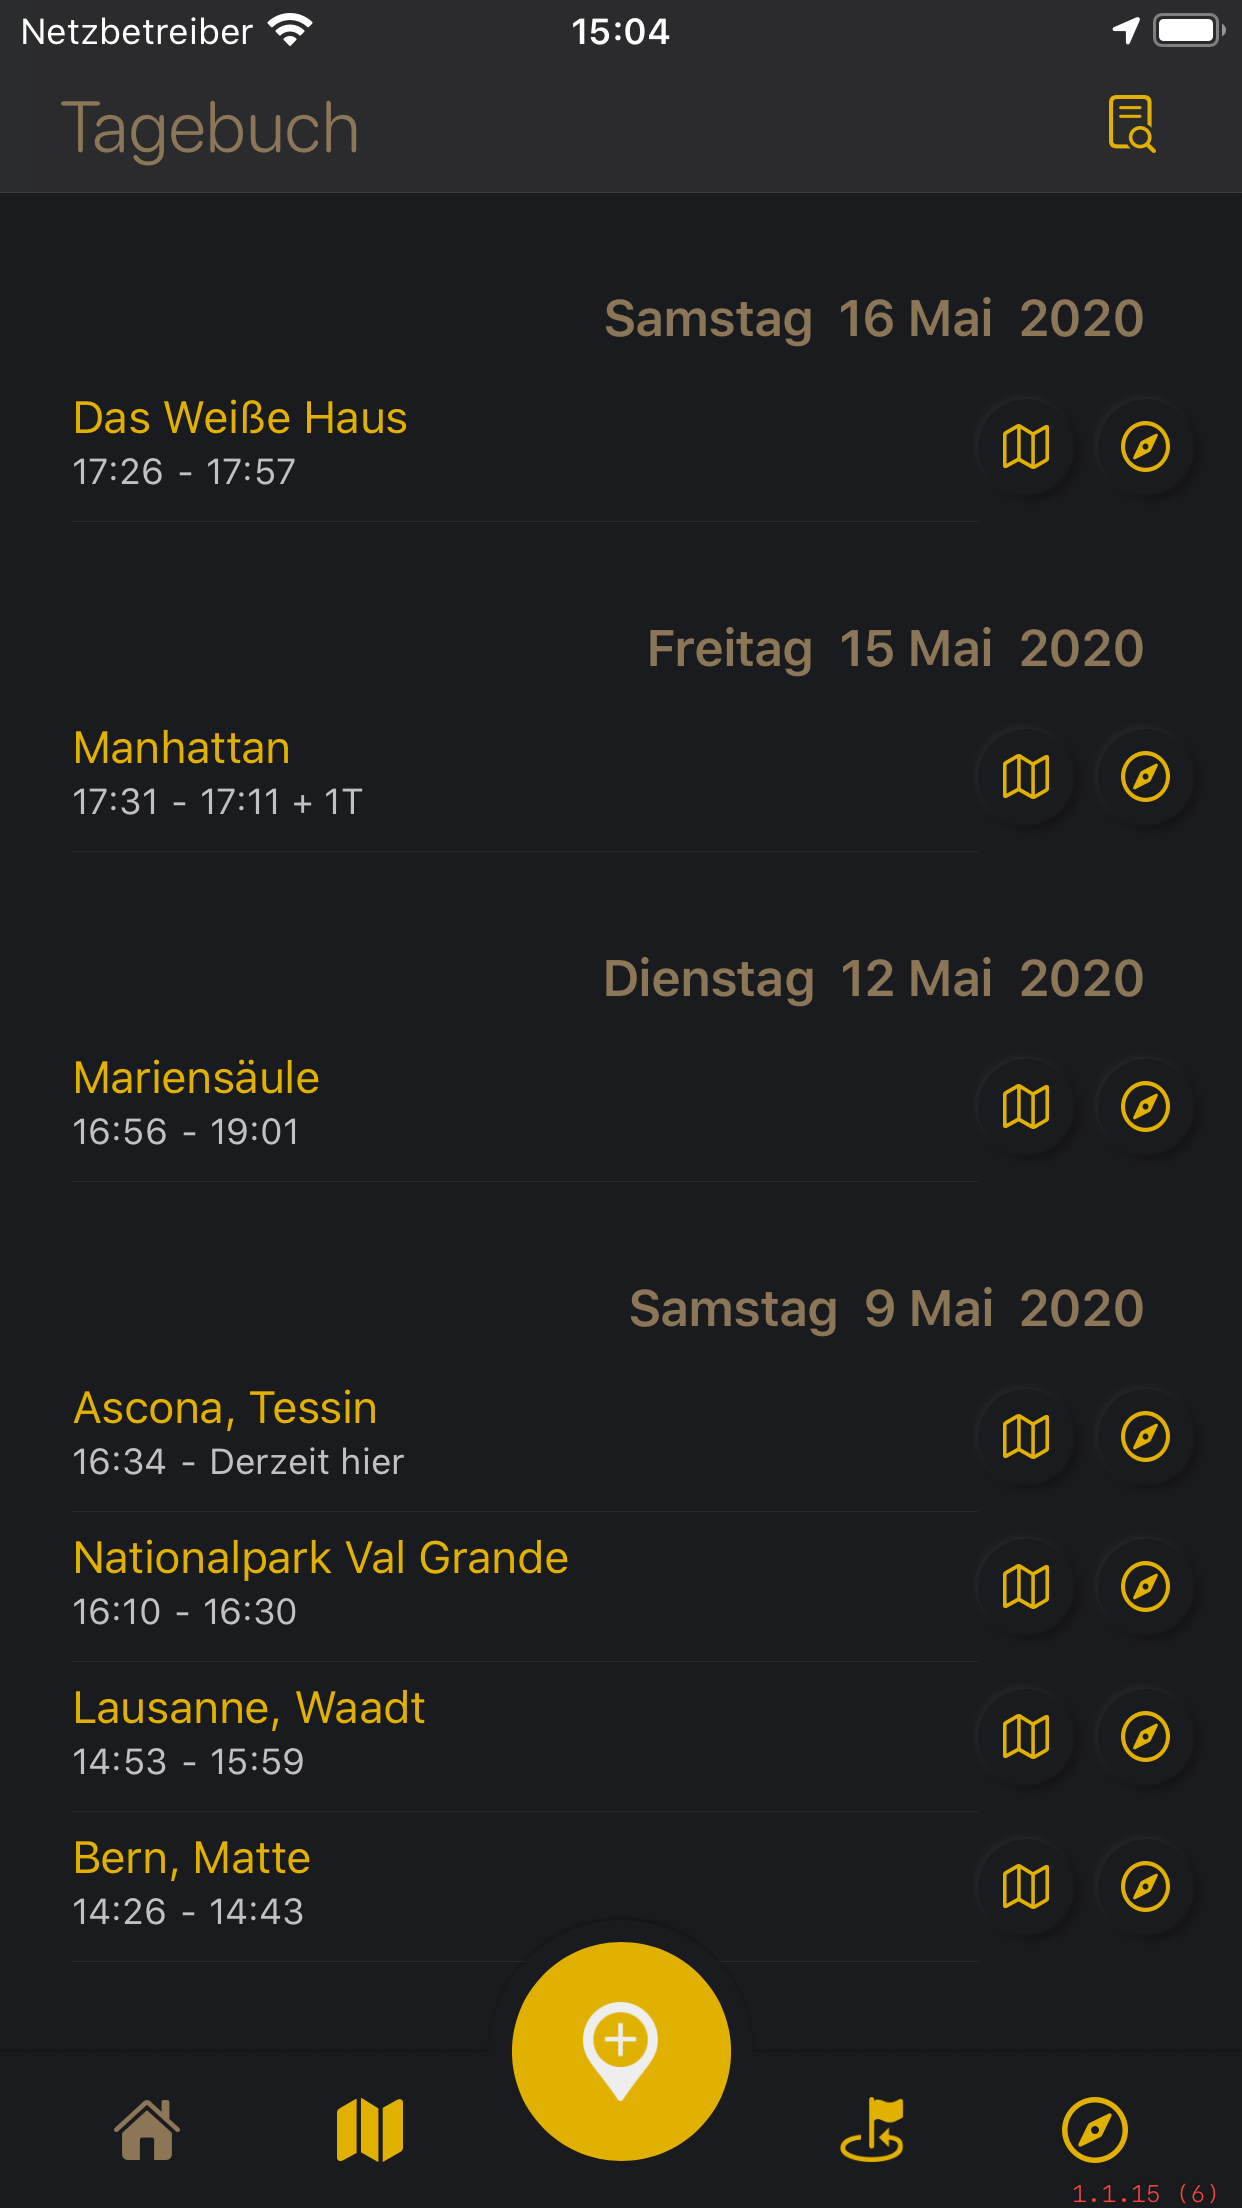 Netzbetreiber 15:04
Tagebuch
Samstag 16 Mai 2020
Das Weiße Haus
17:26 - 17:57
Freitag 15 Mai 2020
Manhattan
17:31 - 17:11 + 1T
Dienstag 12 Mai 2020
Mariensäule
16:56 - 19:01
Samstag 9 Mai 2020
Ascona, Tessin
16:34 - Derzeit hier
Nationalpark Val Grande
16:10 - 16:30
Lausanne, Waadt
14:53 - 15:59
Bern, Matte
14:26 - 14:43
1.1.15 (6)